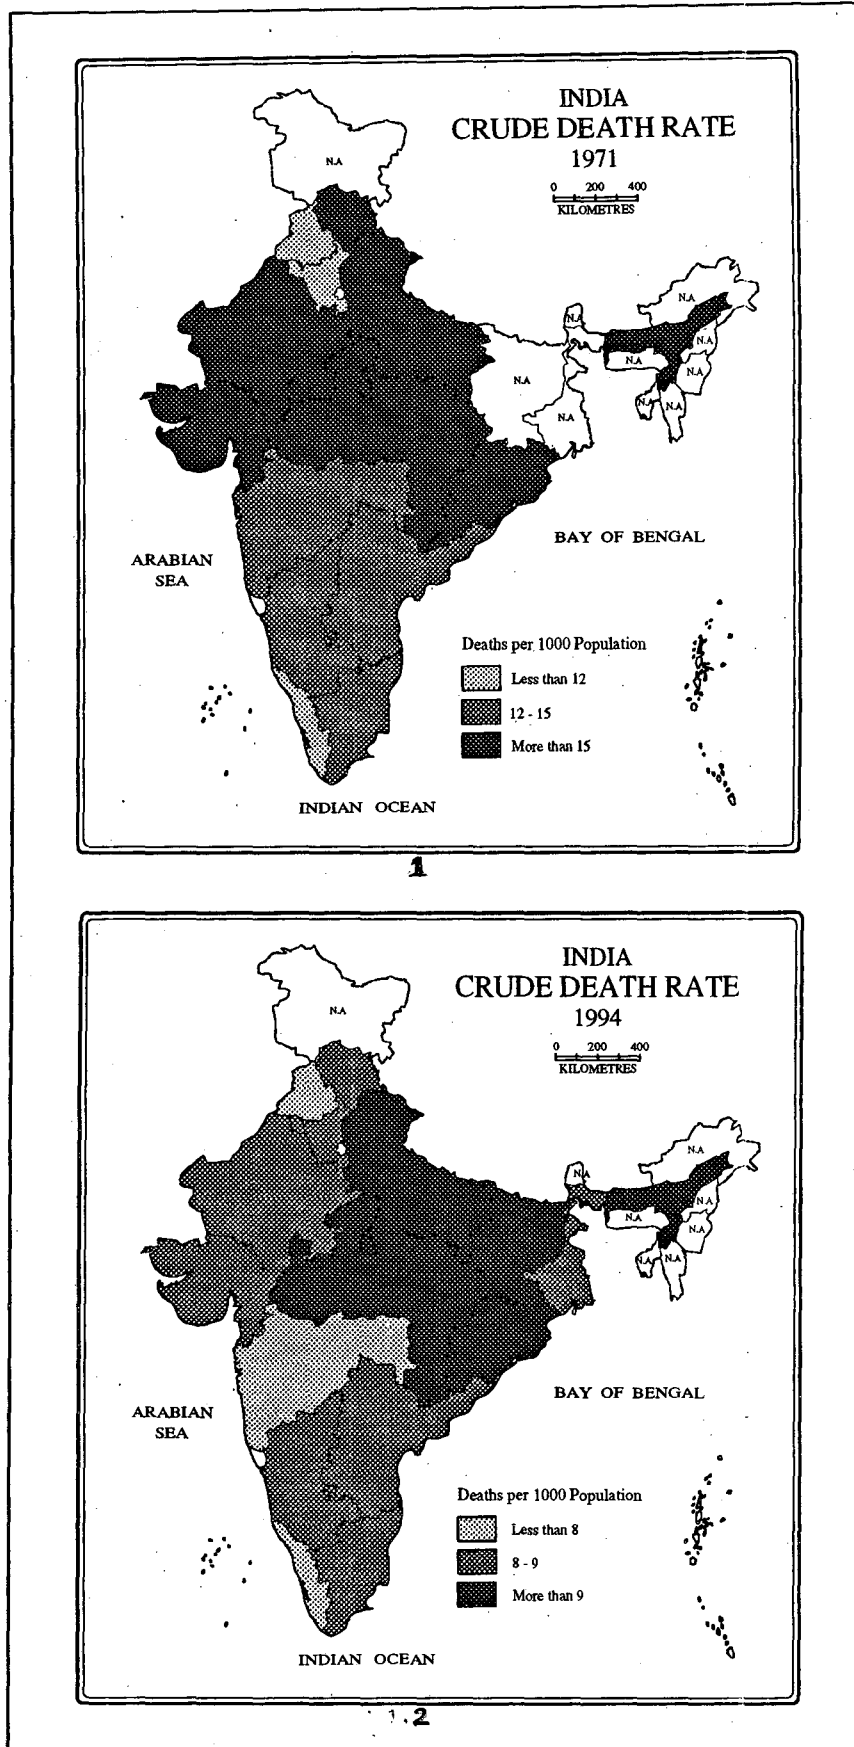 INDIA
CRUDE DEATH RATE
1971
0 200 400
KILOMETRES
N.A
N.A
N.A
N.A
N.A
N.A
N.A
N.A
N.A
N.A
BAY OF BENGAL
ARABIAN
SEA
Deaths per 1000 Population
Less than 12
12 - 15
More than 15
INDIAN OCEAN
1
INDIA
CRUDE DEATH RATE
1994
0 200 400
KILOMETRES
N.A
N.A
N.A
N.A
N.A
N.A
N.A
N.A
BAY OF BENGAL
ARABIAN
SEA
Deaths per 1000 Population
Less than 8
8 - 9
More than 9
INDIAN OCEAN
1.2